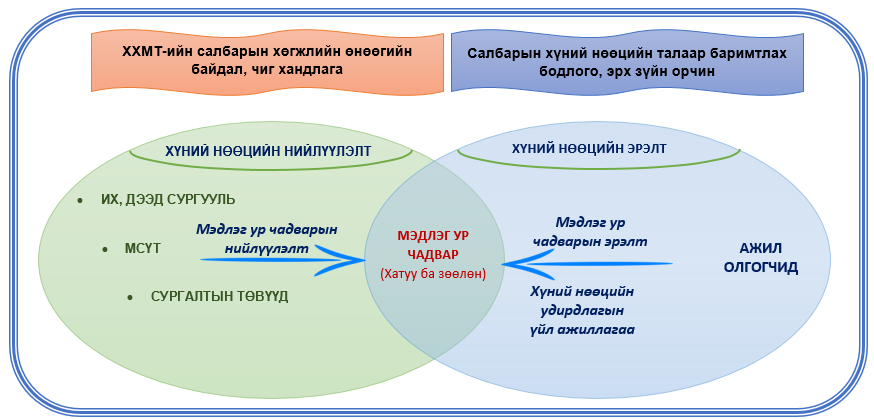 ХХМТ-ийн салбарын хөгжлийн өнөөгийн
байдал, чиг хандлага
Салбарын хүний нөөцийн талаар баримтлах
бодлого, эрх зүйн орчин
ХҮНИЙ НӨӨЦИЙН НИЙЛҮҮЛЭЛТ
ХҮНИЙ НӨӨЦИЙН ЭРЭЛТ
• ИХ, ДЭЭД СУРГУУЛЬ
• МСҮТ
• СУРГАЛТЫН ТӨВҮҮД
Мэдлэг ур чадварын
нийлүүлэлт
МЭДЛЭГ УР
ЧАДВАР
(Хатуу ба зөөлөн)
Мэдлэг ур
чадварын эрэлт
Хүний нөөцийн
удирдлагын
үйл ажиллагаа
АЖИЛ
ОЛГОГЧИД